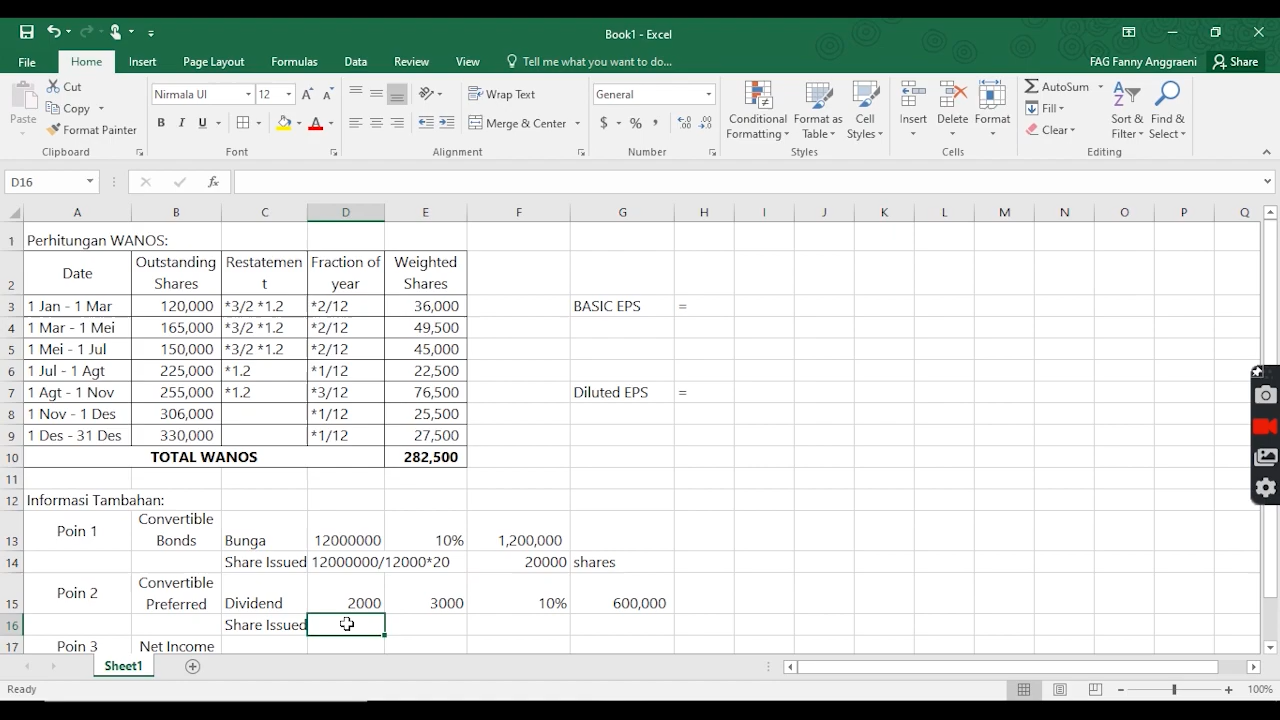 Book1 - Excel
File Home Insert Page Layout Formulas Data Review View Tell me what you want to do... FAG Fanny Anggraeni Share
Paste Cut Nirmala UI 12 Wrap Text General Conditional Formatting Format as Table Cell Styles Insert Delete Format AutoSum Sort & Filter Find & Select
Copy Fill
Format Painter B I U A Merge & Center $ % , Clear
Clipboard Font Alignment Number Styles Cells Editing
D16 fx
A B C D E F G H I J K L M N O P Q
1 Perhitungan WANOS:
2 Date Outstanding Shares Restatemen t Fraction of year Weighted Shares
3 1 Jan - 1 Mar 120,000 *3/2 *1.2 *2/12 36,000 BASIC EPS =
4 1 Mar - 1 Mei 165,000 *3/2 *1.2 *2/12 49,500
5 1 Mei - 1 Jul 150,000 *3/2 *1.2 *2/12 45,000
6 1 Jul - 1 Agt 225,000 *1.2 *1/12 22,500
7 1 Agt - 1 Nov 255,000 *1.2 *3/12 76,500 Diluted EPS =
8 1 Nov - 1 Des 306,000 *1/12 25,500
9 1 Des - 31 Des 330,000 *1/12 27,500
10 TOTAL WANOS 282,500
11
12 Informasi Tambahan:
13 Poin 1 Convertible Bonds Bunga 12000000 10% 1,200,000
14 Share Issued 12000000/12000*20 20000 shares
15 Poin 2 Convertible Preferred Dividend 2000 3000 10% 600,000
16 Share Issued
17 Poin 3 Net Income
Sheet1
Ready 100%